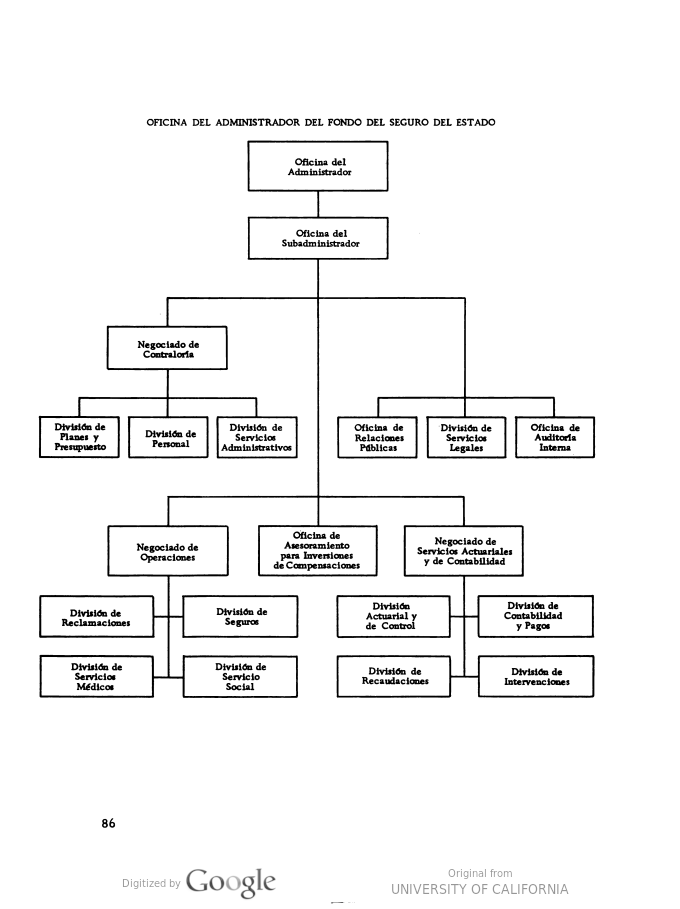 OFICINA DEL ADMINISTRADOR DEL FONDO DEL SEGURO DEL ESTADO
Oficina del
Administrador
Oficina del
Subadministrador
Negociado de
Contraloría
División de
Planes y
Presupuesto
División de
Personal
División de
Servicios
Administrativos
Oficina de
Relaciones
Públicas
División de
Servicios
Legales
Oficina de
Auditoría
Interna
Negociado de
Operaciones
Oficina de
Asesoramiento
para Inversiones
de Compensaciones
Negociado de
Servicios Actuariales
y de Contabilidad
División de
Reclamaciones
División de
Seguros
División
Actuarial y
de Control
División de
Contabilidad
y Pagos
División de
Servicios
Médicos
División de
Servicio
Social
División de
Recaudaciones
División de
Intervenciones
86
Digitized by Google
Original from
UNIVERSITY OF CALIFORNIA